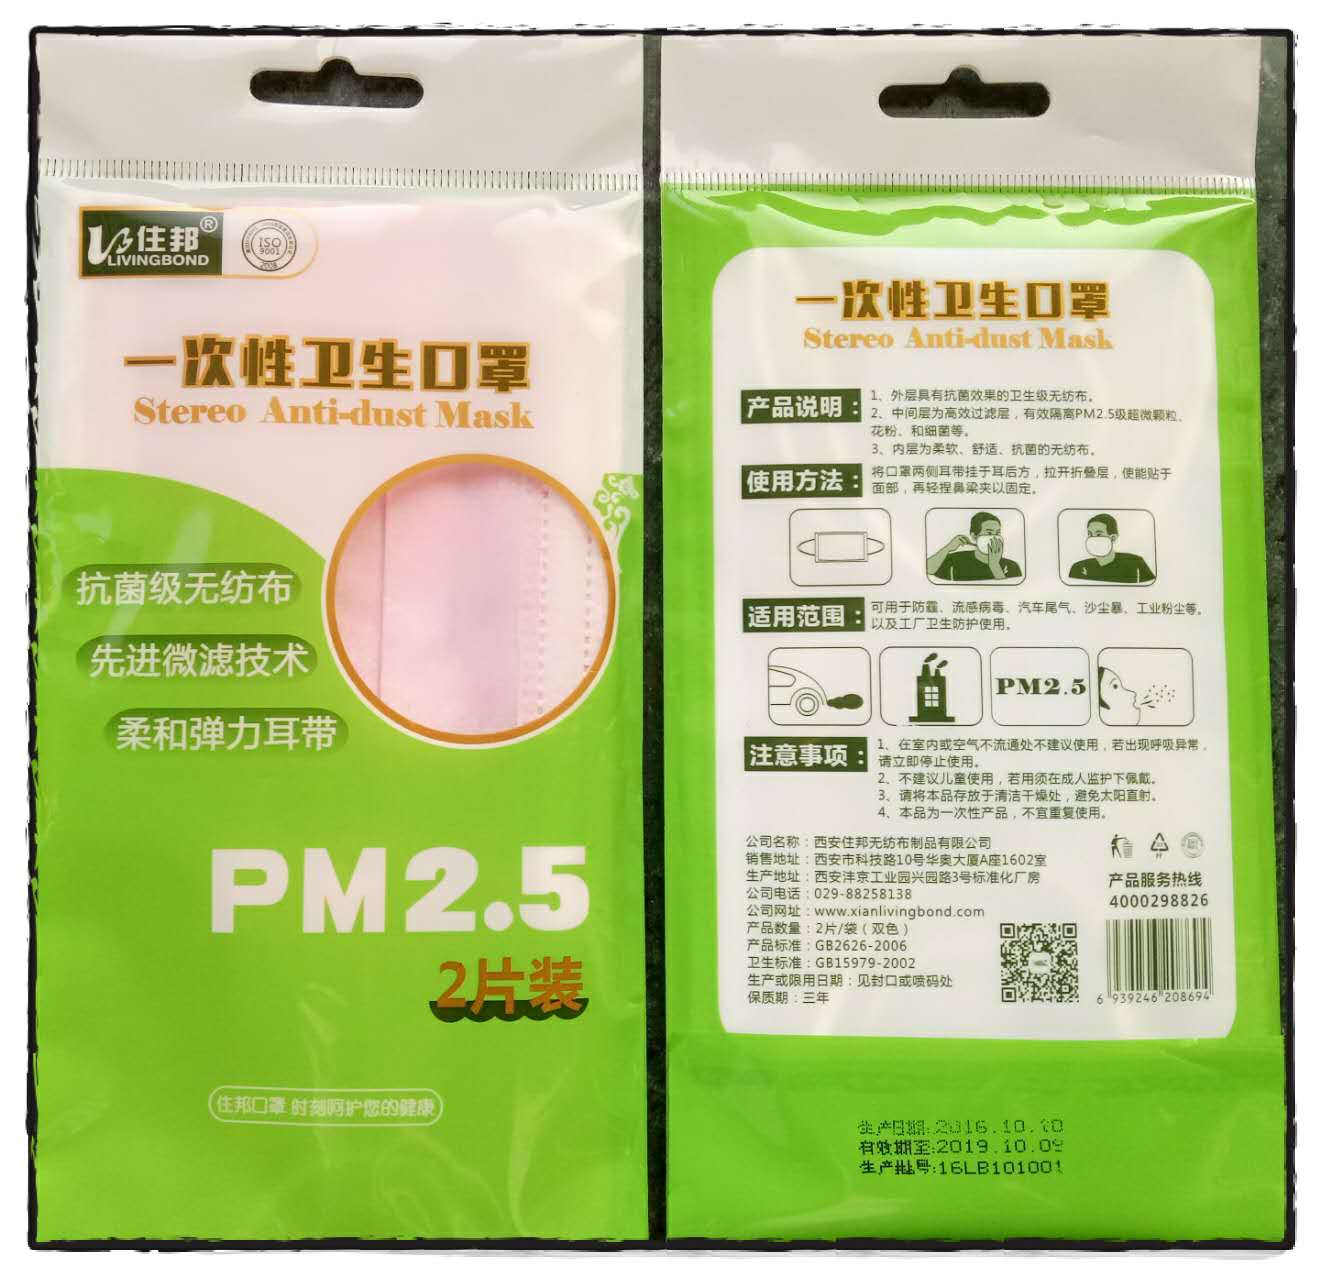 住邦®
LIVINGBOND
ISO
9001
2008
一次性卫生口罩
Stereo Anti-dust Mask
抗菌级无纺布
先进微滤技术
柔和弹力耳带
PM2.5
2片装
住邦口罩 时刻呵护您的健康
一次性卫生口罩
Stereo Anti-dust Mask
产品说明：
1、外层具有抗菌效果的卫生级无纺布。
2、中间层为高效过滤层，有效隔离PM2.5级超微颗粒、
花粉、和细菌等。
3、内层为柔软、舒适、抗菌的无纺布。
使用方法：
将口罩两侧耳带挂于耳后方，拉开折叠层，使能贴于
面部，再轻捏鼻梁夹以固定。
适用范围：
可用于防霾、流感病毒、汽车尾气、沙尘暴、工业粉尘等。
以及工厂卫生防护使用。
PM2.5
注意事项：
1、在室内或空气不流通处不建议使用，若出现呼吸异常，
请立即停止使用。
2、不建议儿童使用，若用须在成人监护下佩戴。
3、请将本品存放于清洁干燥处，避免太阳直射。
4、本品为一次性产品，不宜重复使用。
公司名称：西安住邦无纺布制品有限公司
销售地址：西安市科技路10号华奥大厦A座1602室
生产地址：西安沣京工业园兴园路3号标准化厂房
公司电话：029-88258138
公司网址：www.xianlivingbond.com
产品数量：2片/袋（双色）
产品标准：GB2626-2006
卫生标准：GB15979-2002
生产或限用日期：见封口或喷码处
保质期：三年
产品服务热线
4000298826
6 939246 208694
生产日期:2016.10.10
有效期至:2019.10.09
生产批号:16LB101001